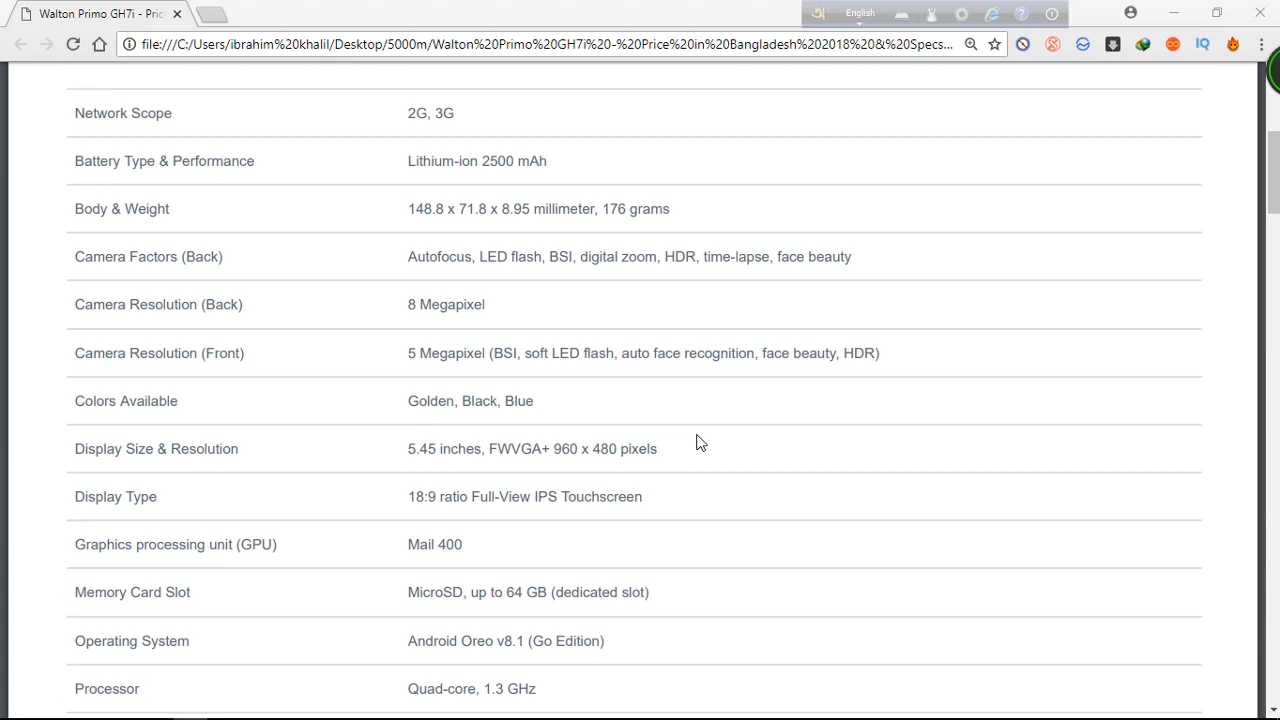 Walton Primo GH7i - Pric
English
file:///C:/Users/ibrahim%20khalil/Desktop/5000m/Walton%20Primo%20GH7i%20-%20Price%20in%20Bangladesh%202018%20&%20Specs...
IQ
Network Scope 2G, 3G
Battery Type & Performance Lithium-ion 2500 mAh
Body & Weight 148.8 x 71.8 x 8.95 millimeter, 176 grams
Camera Factors (Back) Autofocus, LED flash, BSI, digital zoom, HDR, time-lapse, face beauty
Camera Resolution (Back) 8 Megapixel
Camera Resolution (Front) 5 Megapixel (BSI, soft LED flash, auto face recognition, face beauty, HDR)
Colors Available Golden, Black, Blue
Display Size & Resolution 5.45 inches, FWVGA+ 960 x 480 pixels
Display Type 18:9 ratio Full-View IPS Touchscreen
Graphics processing unit (GPU) Mail 400
Memory Card Slot MicroSD, up to 64 GB (dedicated slot)
Operating System Android Oreo v8.1 (Go Edition)
Processor Quad-core, 1.3 GHz